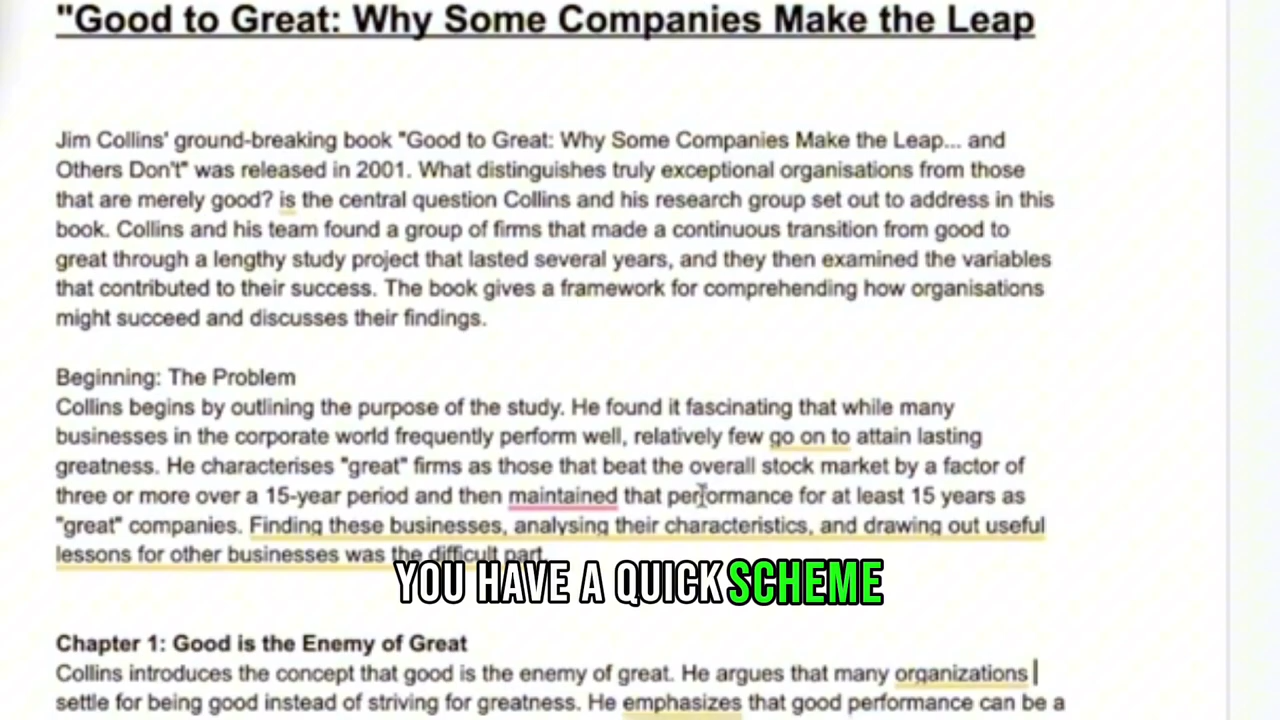 "Good to Great: Why Some Companies Make the Leap
Jim Collins' ground-breaking book "Good to Great: Why Some Companies Make the Leap... and
Others Don't" was released in 2001. What distinguishes truly exceptional organisations from those
that are merely good? is the central question Collins and his research group set out to address in this
book. Collins and his team found a group of firms that made a continuous transition from good to
great through a lengthy study project that lasted several years, and they then examined the variables
that contributed to their success. The book gives a framework for comprehending how organisations
might succeed and discusses their findings.
Beginning: The Problem
Collins begins by outlining the purpose of the study. He found it fascinating that while many
businesses in the corporate world frequently perform well, relatively few go on to attain lasting
greatness. He characterises "great" firms as those that beat the overall stock market by a factor of
three or more over a 15-year period and then maintained that performance for at least 15 years as
"great" companies. Finding these businesses, analysing their characteristics, and drawing out useful
lessons for other businesses was the difficult part.
YOU HAVE A QUICK SCHEME
Chapter 1: Good is the Enemy of Great
Collins introduces the concept that good is the enemy of great. He argues that many organizations
settle for being good instead of striving for greatness. He emphasizes that good performance can be a